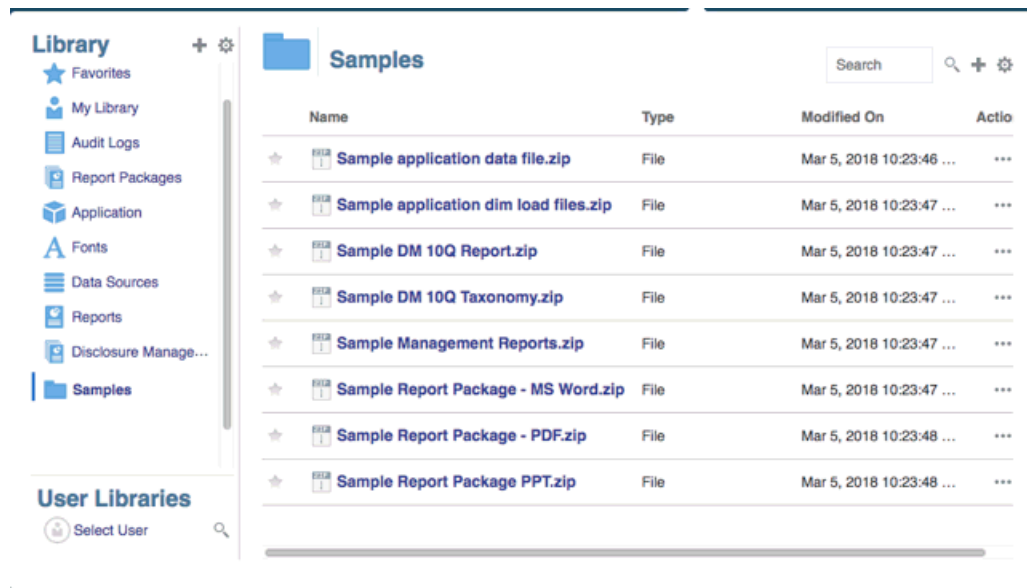 Library
Favorites
My Library
Audit Logs
Report Packages
Application
Fonts
Data Sources
Reports
Disclosure Manage...
Samples
User Libraries
Select User
Samples
Search
Name Type Modified On Actio
Sample application data file.zip File Mar 5, 2018 10:23:46 ...
Sample application dim load files.zip File Mar 5, 2018 10:23:47 ...
Sample DM 10Q Report.zip File Mar 5, 2018 10:23:47 ...
Sample DM 10Q Taxonomy.zip File Mar 5, 2018 10:23:47 ...
Sample Management Reports.zip File Mar 5, 2018 10:23:47 ...
Sample Report Package - MS Word.zip File Mar 5, 2018 10:23:47 ...
Sample Report Package - PDF.zip File Mar 5, 2018 10:23:48 ...
Sample Report Package PPT.zip File Mar 5, 2018 10:23:48 ...